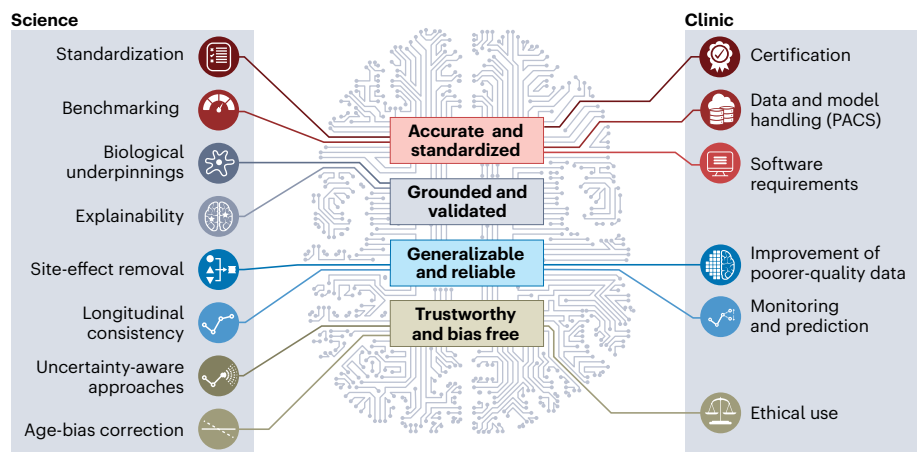 Science
Standardization
Benchmarking
Biological
underpinnings
Explainability
Site-effect removal
Longitudinal
consistency
Uncertainty-aware
approaches
Age-bias correction
Accurate and
standardized
Grounded and
validated
Generalizable
and reliable
Trustworthy
and bias free
Clinic
Certification
Data and model
handling (PACS)
Software
requirements
Improvement of
poorer-quality data
Monitoring
and prediction
Ethical use